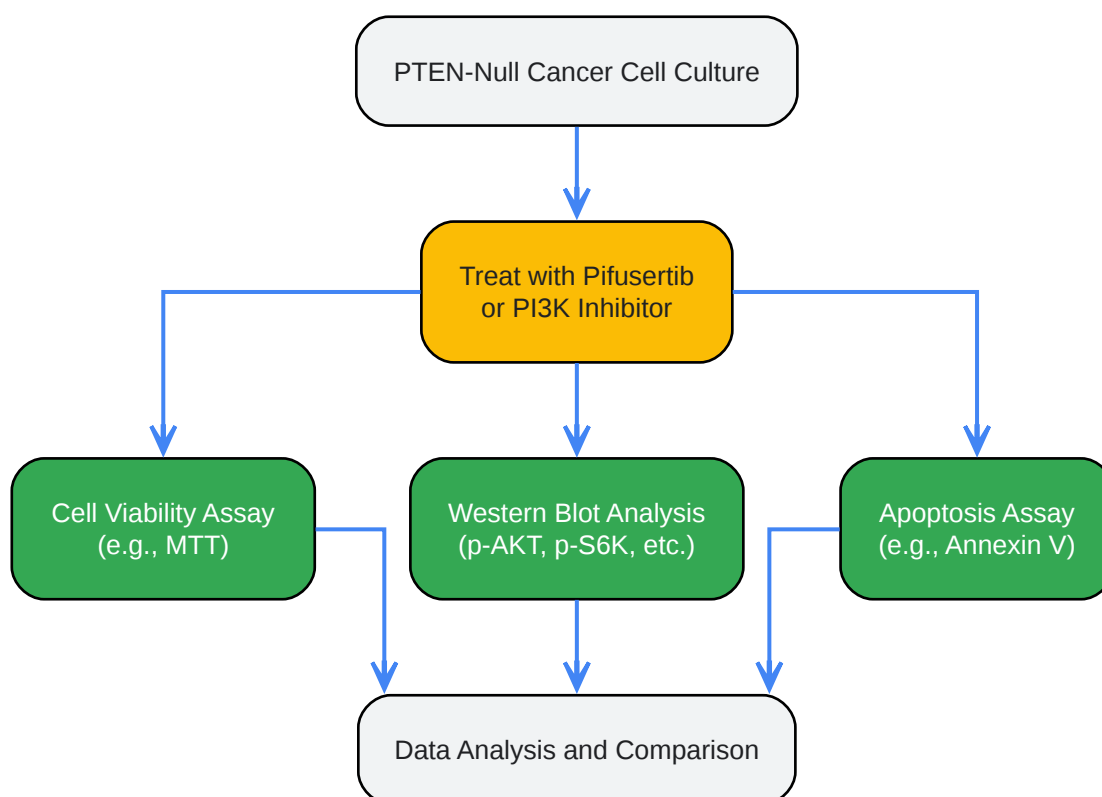 PTEN-Null Cancer Cell Culture
Treat with Pifusertib
or PI3K Inhibitor
Cell Viability Assay
(e.g., MTT)
Western Blot Analysis
(p-AKT, p-S6K, etc.)
Apoptosis Assay
(e.g., Annexin V)
Data Analysis and Comparison